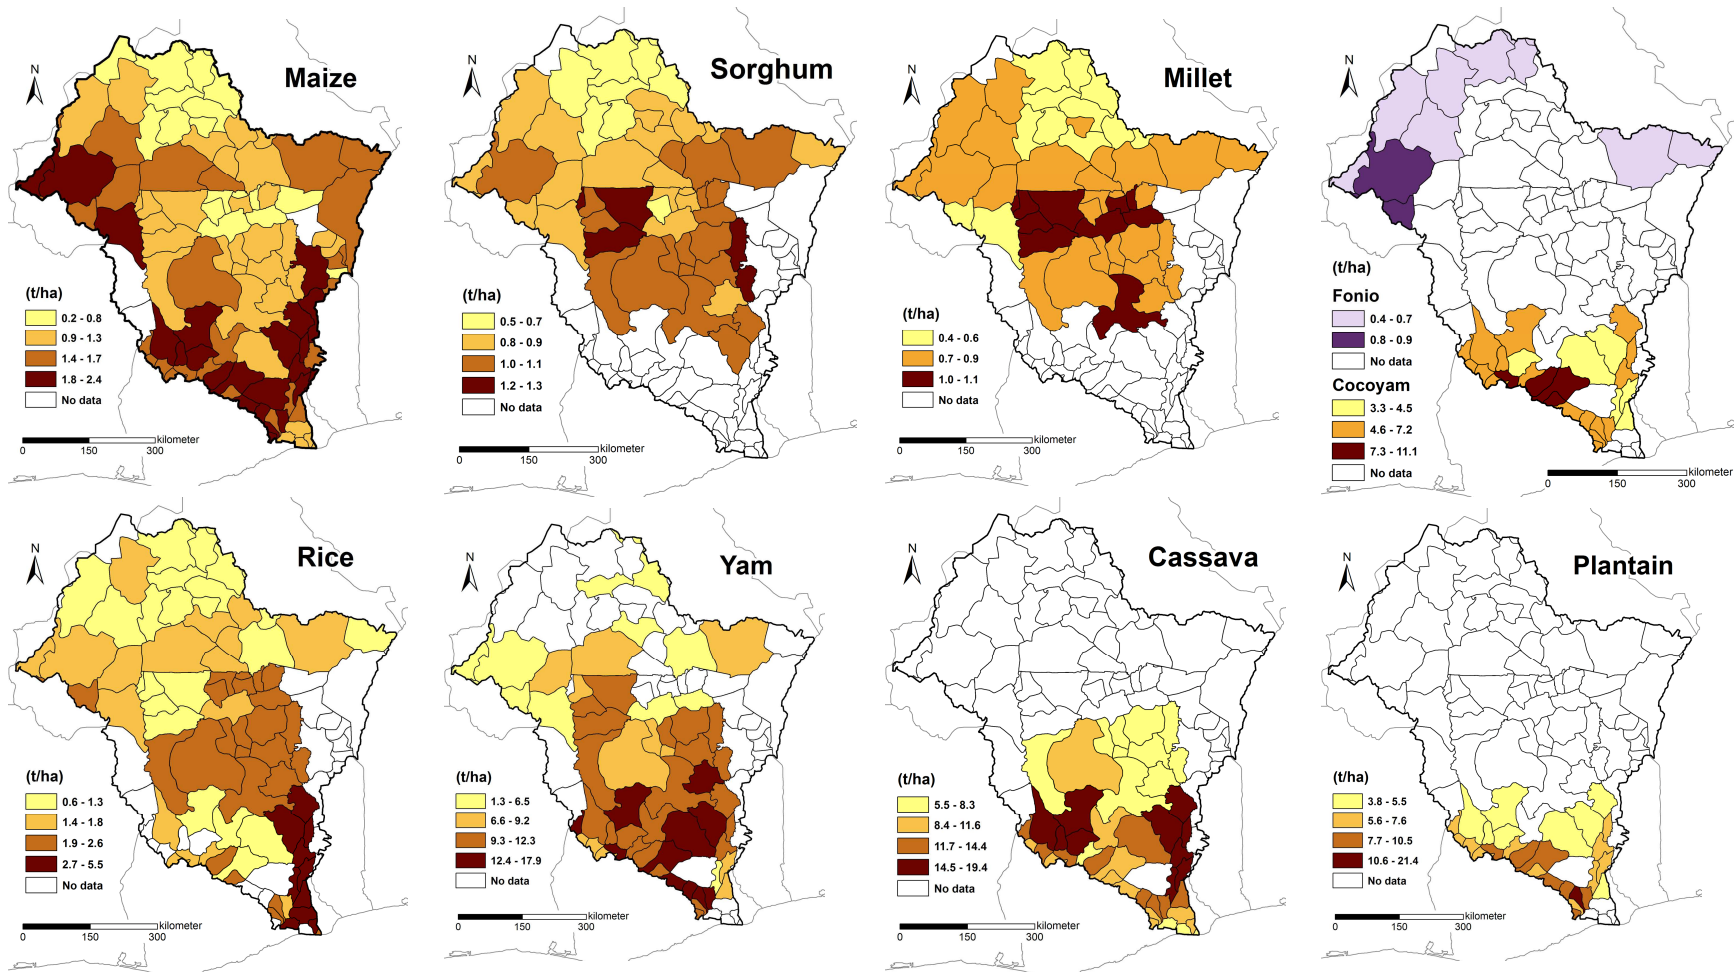 N
Maize
(t/ha)
0.2 - 0.8
0.9 - 1.3
1.4 - 1.7
1.8 - 2.4
No data
kilometer
0 150 300
N
Sorghum
(t/ha)
0.5 - 0.7
0.8 - 0.9
1.0 - 1.1
1.2 - 1.3
No data
kilometer
0 150 300
N
Millet
(t/ha)
0.4 - 0.6
0.7 - 0.9
1.0 - 1.1
No data
kilometer
0 150 300
N
(t/ha)
Fonio
0.4 - 0.7
0.8 - 0.9
No data
Cocoyam
3.3 - 4.5
4.6 - 7.2
7.3 - 11.1
No data
kilometer
0 150 300
N
Rice
(t/ha)
0.6 - 1.3
1.4 - 1.8
1.9 - 2.6
2.7 - 5.5
No data
kilometer
0 150 300
N
Yam
(t/ha)
1.3 - 6.5
6.6 - 9.2
9.3 - 12.3
12.4 - 17.9
No data
kilometer
0 150 300
N
Cassava
(t/ha)
5.5 - 8.3
8.4 - 11.6
11.7 - 14.4
14.5 - 19.4
No data
kilometer
0 150 300
N
Plantain
(t/ha)
3.8 - 5.5
5.6 - 7.6
7.7 - 10.5
10.6 - 21.4
No data
kilometer
0 150 300